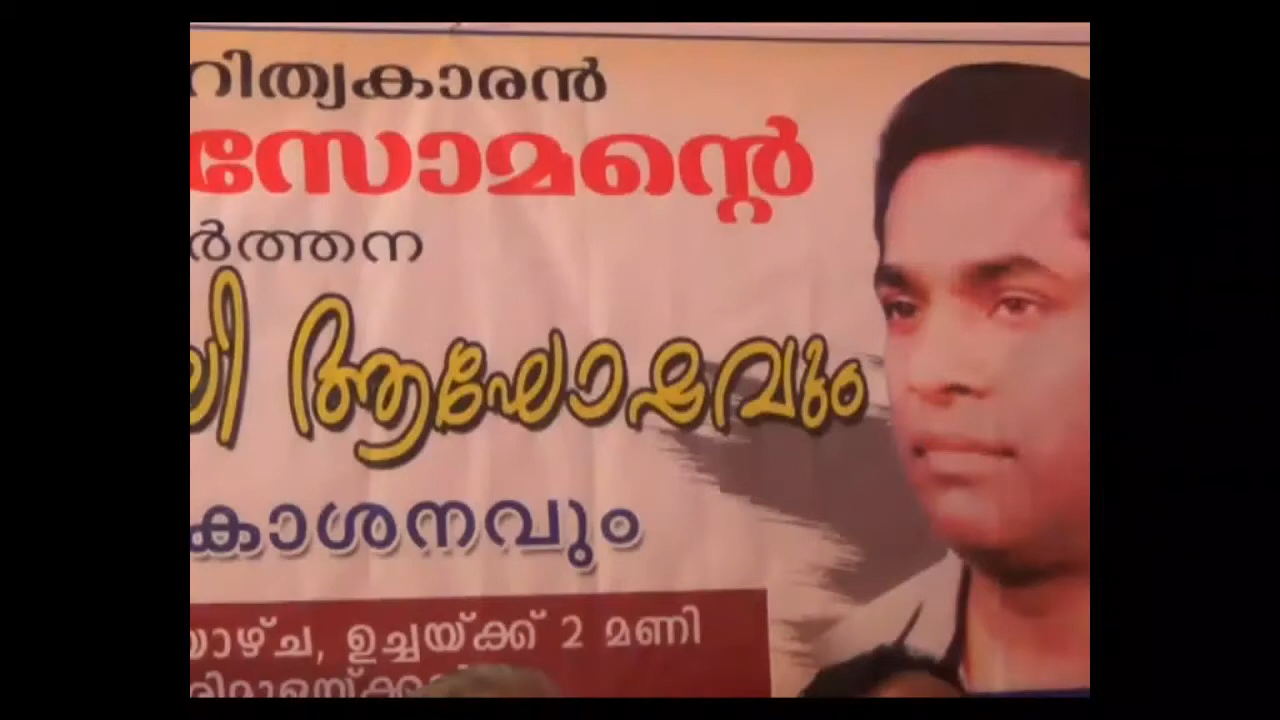 റിത്യകാരൻ
സോമന്റെ
ർത്തന
ആഘോഷവും
കാശനവും
യാഴ്ച, ഉച്ചയ്ക്ക് 2 മണി